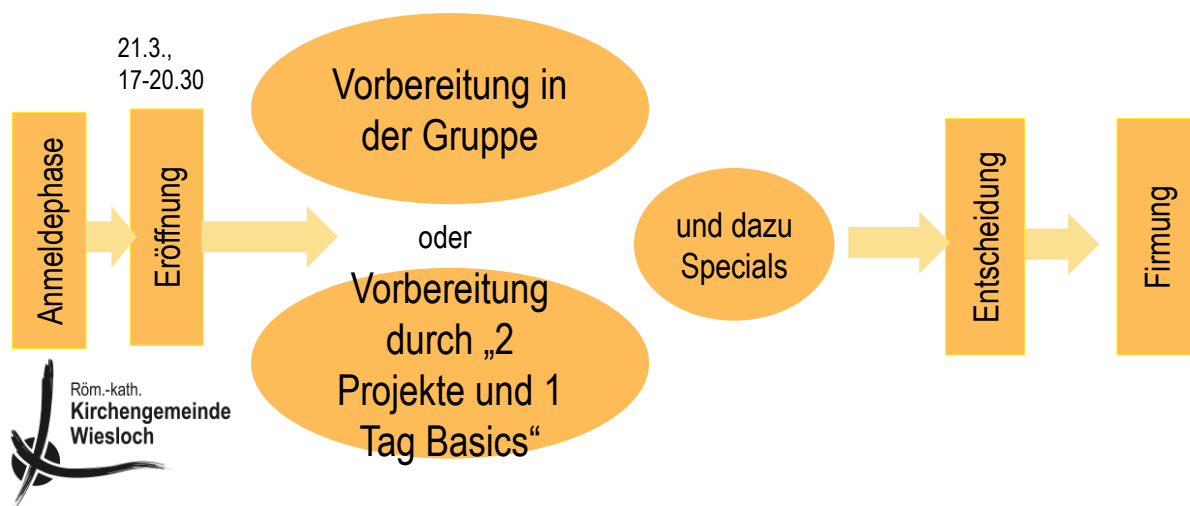 21.3.,
17-20.30
Anmeldephase
Eröffnung
Vorbereitung in
der Gruppe
oder
Vorbereitung
durch „2
Projekte und 1
Tag Basics“
und dazu
Specials
Entscheidung
Firmung
Röm.-kath.
Kirchengemeinde
Wiesloch